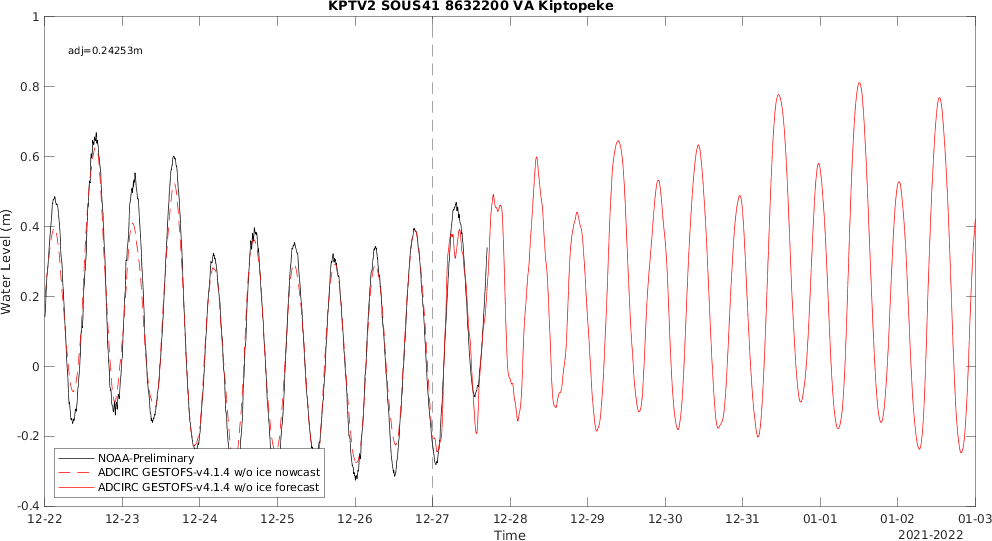 KPTV2 SOUS41 8632200 VA Kiptopeke
1
0.8
0.6
0.4
0.2
0
-0.2
-0.4
Water Level (m)
adj=0.24253m
NOAA-Preliminary
ADCIRC GESTOFS-v4.1.4 w/o ice nowcast
ADCIRC GESTOFS-v4.1.4 w/o ice forecast
12-22 12-23 12-24 12-25 12-26 12-27 12-28 12-29 12-30 12-31 01-01 01-02 01-03
Time
2021-2022